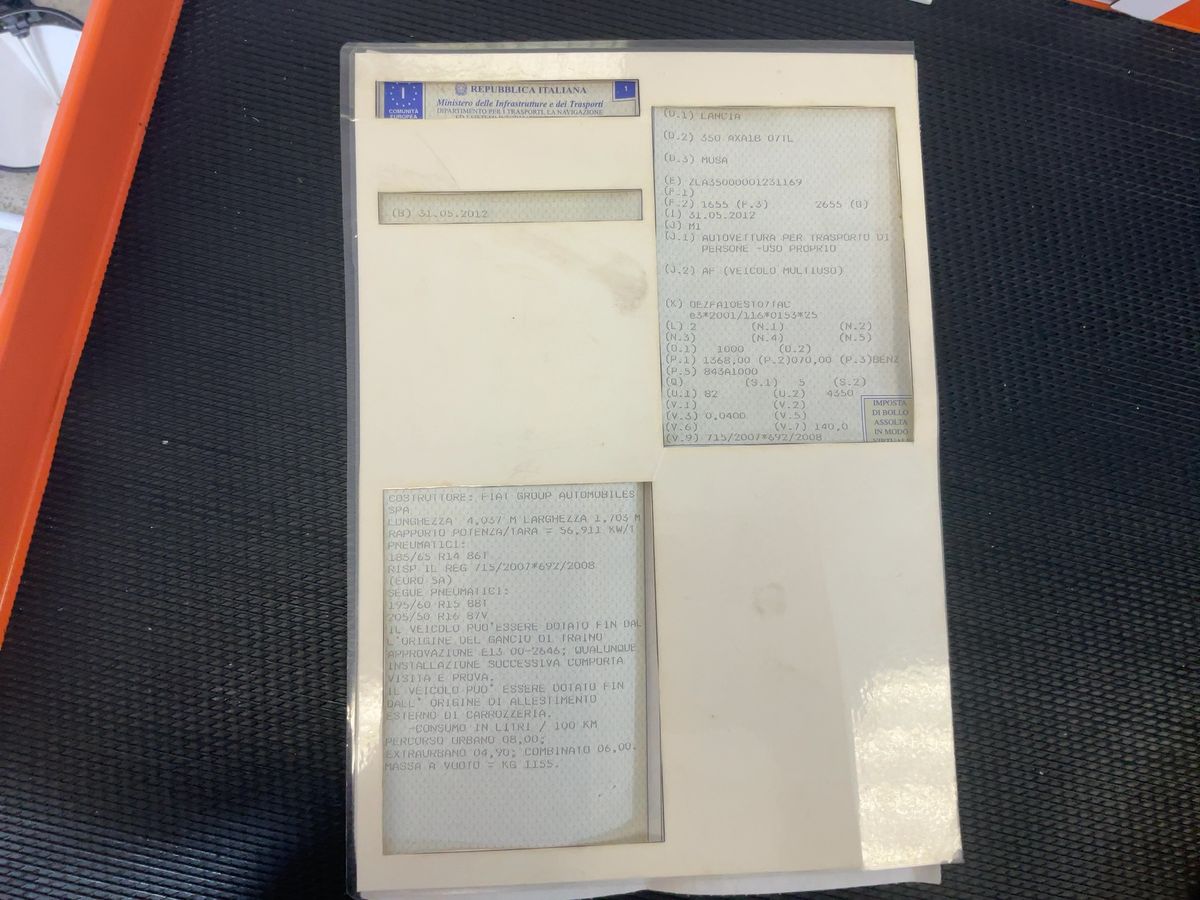 I
COMUNITÀ
EUROPEA
REPUBBLICA ITALIANA
1
Ministero delle Infrastrutture e dei Trasporti
DIPARTIMENTO PER I TRASPORTI, LA NAVIGAZIONE
(B) 31.05.2012
(D.1) LANCIA
(D.2) 350 AXA1B 07TL
(D.3) MUSA
(E) ZLA35000001231169
(F.1)
(F.2) 1655 (F.3) 2655 (G)
(I) 31.05.2012
(J) M1
(J.1) AUTOVETTURA PER TRASPORTO DI
PERSONE -USO PROPRIO
(J.2) AF (VEICOLO MULTIUSO)
(K) OEZFA10EST07IAC
e3*2001/116*0153*25
(L) 2 (N.1) (N.2)
(N.3) (N.4) (N.5)
(O.1) 1000 (O.2)
(P.1) 1368,00 (P.2)070,00 (P.3)BENZ
(P.5) 843A1000
(Q) (S.1) 5 (S.2)
(U.1) 82 (U.2) 4350
(V.1) (V.2)
(V.3) 0,0400 (V.5)
(V.6) (V.7) 140,0
(V.9) 715/2007*692/2008
IMPOSTA
DI BOLLO
ASSOLTA
IN MODO
COSTRUTTORE: FIAT GROUP AUTOMOBILES
SPA
LUNGHEZZA 4,037 M LARGHEZZA 1,703 M
RAPPORTO POTENZA/TARA = 56,911 KW/T
PNEUMATICI:
185/65 R14 86T
RISP IL REG 715/2007*692/2008
(EURO 5A)
SEGUE PNEUMATICI:
195/60 R15 88T
205/50 R16 87V
IL VEICOLO PUO'ESSERE DOTATO FIN DAL
L'ORIGINE DEL GANCIO DI TRAINO
APPROVAZIONE E13 00-2646; QUALUNQUE
INSTALLAZIONE SUCCESSIVA COMPORTA
VISITA E PROVA.
IL VEICOLO PUO' ESSERE DOTATO FIN
DALL' ORIGINE DI ALLESTIMENTO
ESTERNO DI CARROZZERIA.
-CONSUMO IN LITRI / 100 KM
PERCORSO URBANO 08,00;
EXTRAURBANO 04,90; COMBINATO 06,00.
MASSA A VUOTO = KG 1155.